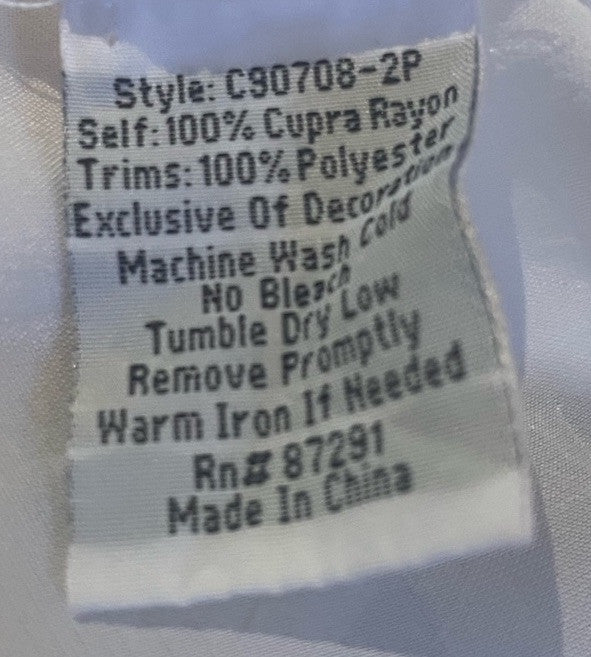 Style: C90708-2P
Self: 100% Cupra Rayon
Trims: 100% Polyester
Exclusive Of Decoration
Machine Wash Cold
No Bleach
Tumble Dry Low
Remove Promptly
Warm Iron If Needed
Rn# 87291
Made In China